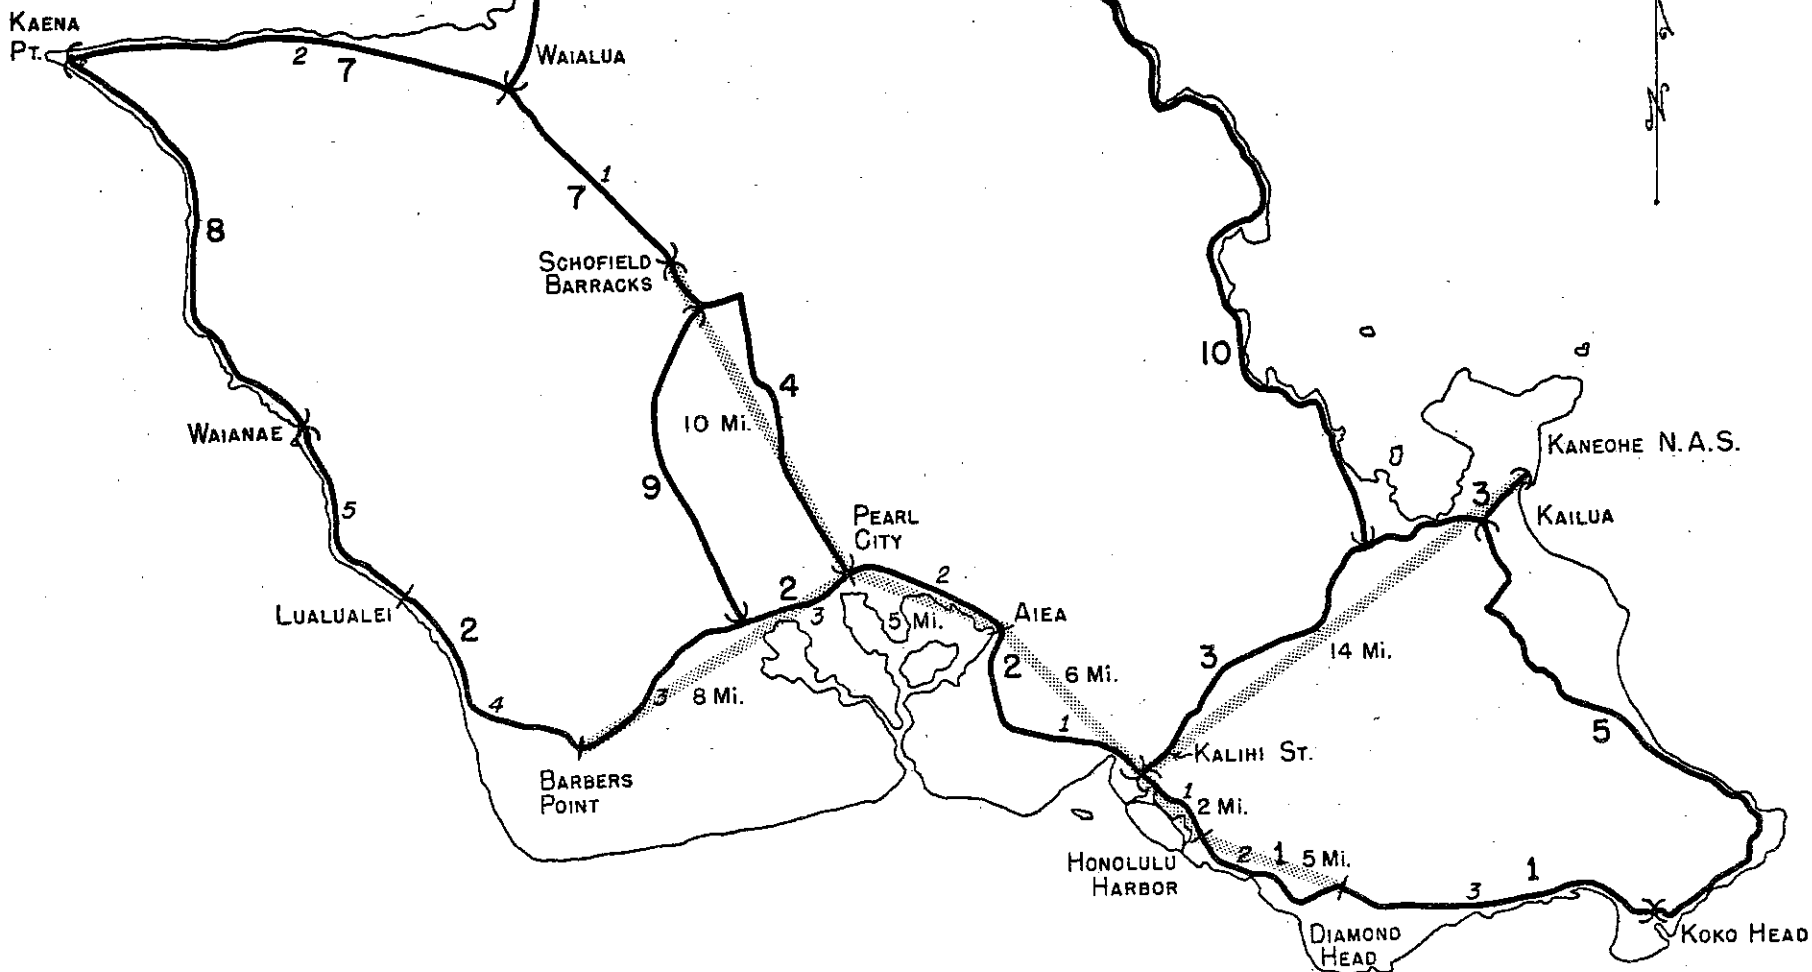 KAENA
PT.
2
7
WAIALUA
N
1
7
8
SCHOFIELD
BARRACKS
10
4
10 Mi.
WAIANAE
KANEOHE N.A.S.
9
3
5
KAILUA
PEARL
CITY
2
2
3
LUALUALEI
5 Mi.
AIEA
2
2
3
14 Mi.
6 Mi.
3
8 Mi.
4
1
5
KALIHI ST.
BARBERS
POINT
1
2 Mi.
HONOLULU
HARBOR
2
1
5 Mi.
3
1
DIAMOND
HEAD
KOKO HEAD